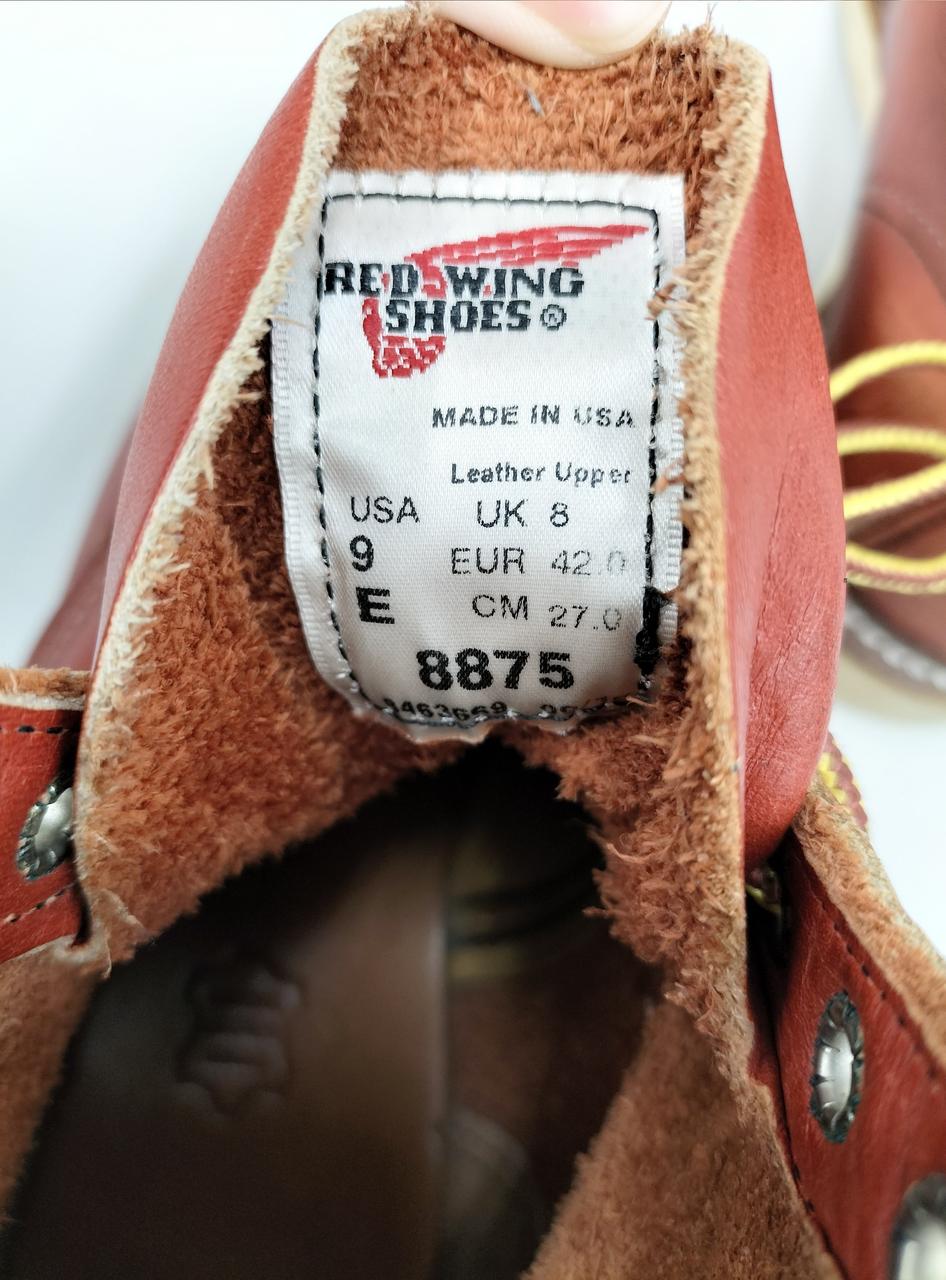 RED WING
SHOES ®
MADE IN USA
Leather Upper
USA UK 8
9 EUR 42.0
E CM 27.0
8875